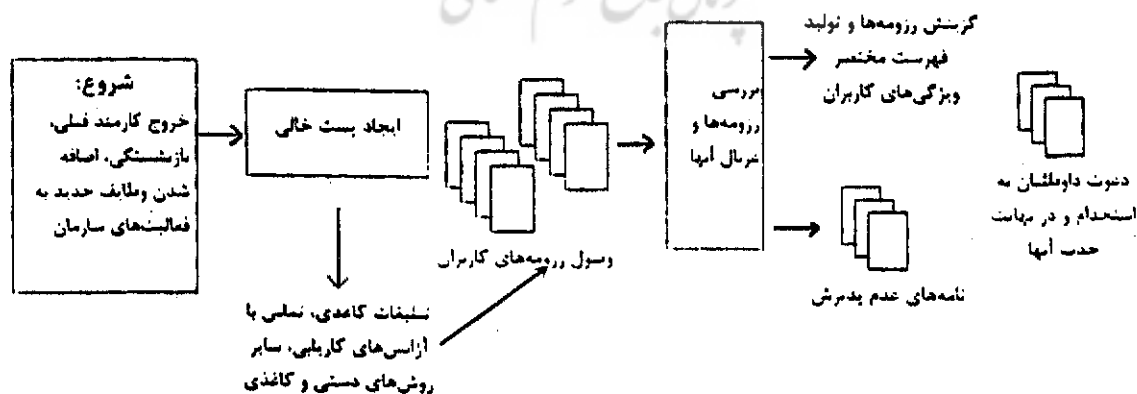 شروع:
خروج کارمند قبلی،
بازنشستگی، اضافه
شدن وظایف جدید به
فعالیت‌های سازمان
ایجاد پست خالی
تبلیغات کاغذی، تماس با
آژانس‌های کاریابی، سایر
روش‌های دستی و کاغذی
وصول رزومه‌های کاربران
بررسی
رزومه‌ها و
غربال آنها
گزینش رزومه‌ها و تولید
فهرست مختصر
ویژگی‌های کاربران
نامه‌های عدم پذیرش
دعوت داوطلبان به
استخدام و در نهایت
جذب آنها